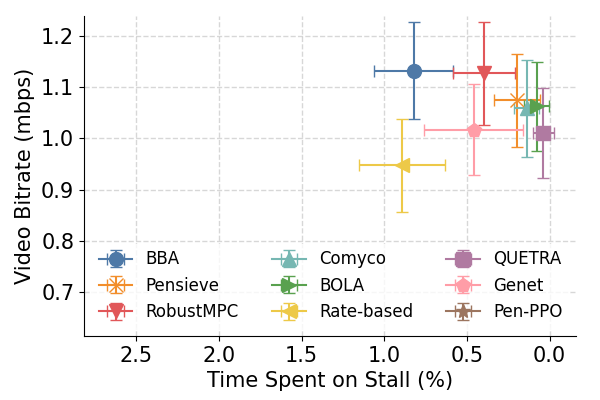 1.2
1.1
1.0
0.9
0.8
0.7
Video Bitrate (mbps)
BBA Comyco QUETRA
Pensieve BOLA Genet
RobustMPC Rate-based Pen-PPO
2.5 2.0 1.5 1.0 0.5 0.0
Time Spent on Stall (%)